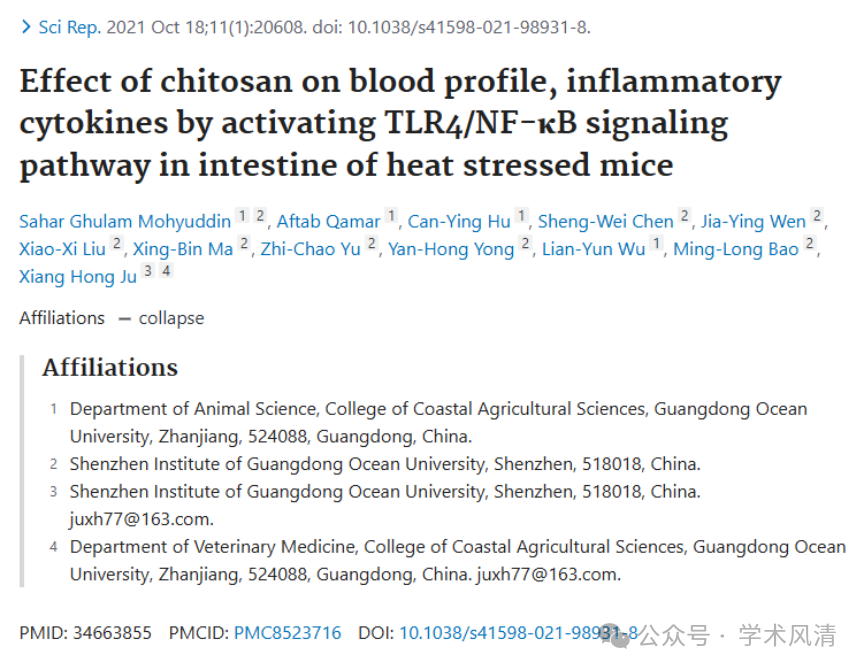 Sci Rep. 2021 Oct 18;11(1):20608. doi: 10.1038/s41598-021-98931-8.
Effect of chitosan on blood profile, inflammatory
cytokines by activating TLR4/NF-κB signaling
pathway in intestine of heat stressed mice
Sahar Ghulam Mohyuddin 1 2, Aftab Qamar 1, Can-Ying Hu 1, Sheng-Wei Chen 2, Jia-Ying Wen 2,
Xiao-Xi Liu 2, Xing-Bin Ma 2, Zhi-Chao Yu 2, Yan-Hong Yong 2, Lian-Yun Wu 1, Ming-Long Bao 2,
Xiang Hong Ju 3 4
Affiliations — collapse
Affiliations
1 Department of Animal Science, College of Coastal Agricultural Sciences, Guangdong Ocean
University, Zhanjiang, 524088, Guangdong, China.
2 Shenzhen Institute of Guangdong Ocean University, Shenzhen, 518018, China.
3 Shenzhen Institute of Guangdong Ocean University, Shenzhen, 518018, China.
juxh77@163.com.
4 Department of Veterinary Medicine, College of Coastal Agricultural Sciences, Guangdong Ocean
University, Zhanjiang, 524088, Guangdong, China. juxh77@163.com.
PMID: 34663855 PMCID: PMC8523716 DOI: 10.1038/s41598-021-98931-8
公众号 · 学术风清